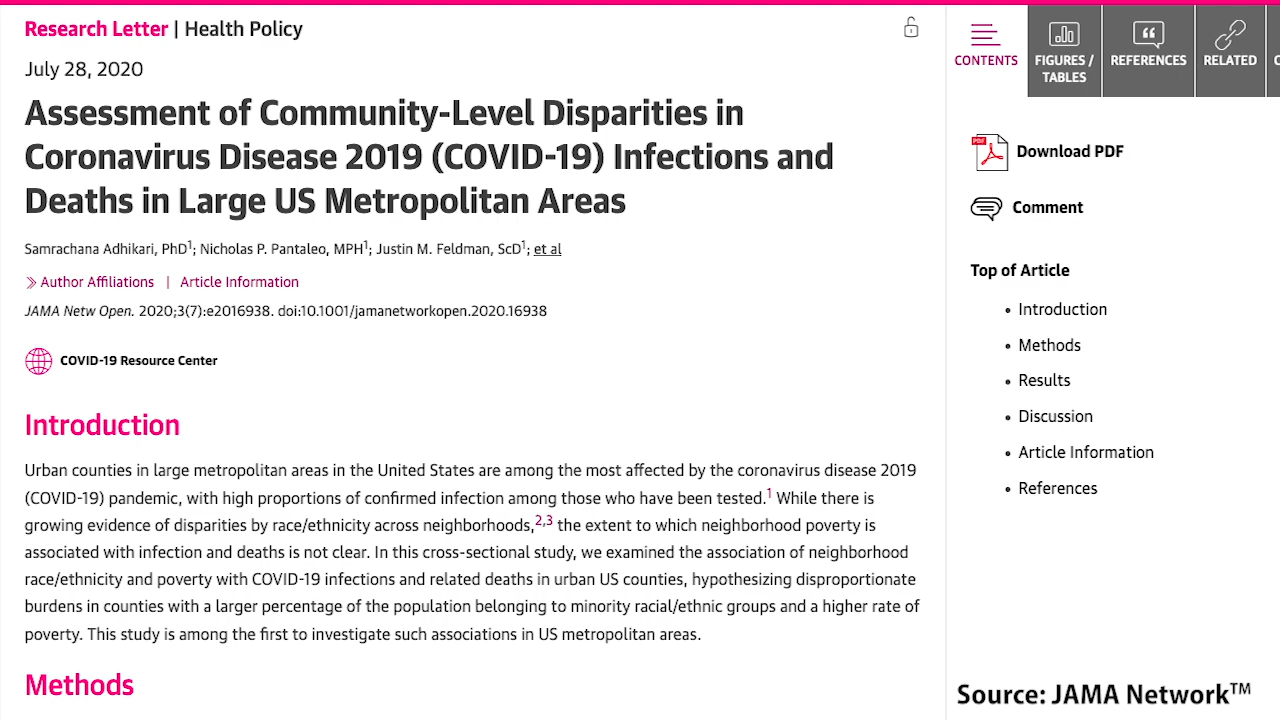 Research Letter | Health Policy
July 28, 2020
Assessment of Community-Level Disparities in
Coronavirus Disease 2019 (COVID-19) Infections and
Deaths in Large US Metropolitan Areas
Samrachana Adhikari, PhD1; Nicholas P. Pantaleo, MPH1; Justin M. Feldman, ScD1; et al
Author Affiliations | Article Information
JAMA Netw Open. 2020;3(7):e2016938. doi:10.1001/jamanetworkopen.2020.16938
COVID-19 Resource Center
Introduction
Urban counties in large metropolitan areas in the United States are among the most affected by the coronavirus disease 2019
(COVID-19) pandemic, with high proportions of confirmed infection among those who have been tested.1 While there is
growing evidence of disparities by race/ethnicity across neighborhoods,2,3 the extent to which neighborhood poverty is
associated with infection and deaths is not clear. In this cross-sectional study, we examined the association of neighborhood
race/ethnicity and poverty with COVID-19 infections and related deaths in urban US counties, hypothesizing disproportionate
burdens in counties with a larger percentage of the population belonging to minority racial/ethnic groups and a higher rate of
poverty. This study is among the first to investigate such associations in US metropolitan areas.
Methods
CONTENTS
FIGURES /
TABLES
REFERENCES
RELATED
PDF
Download PDF
Comment
Top of Article
• Introduction
• Methods
• Results
• Discussion
• Article Information
• References
Source: JAMA Network™